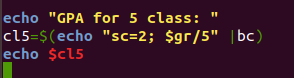 echo "GPA for 5 class: "
cl5=$(echo "sc=2; $gr/5" |bc)
echo $cl5